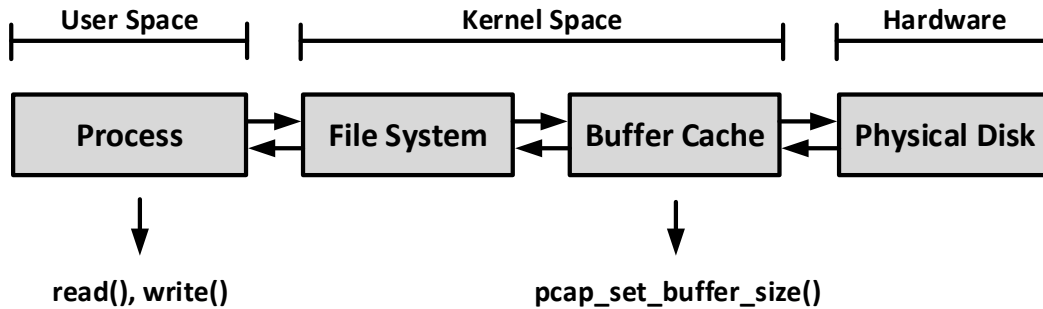 User Space
Kernel Space
Hardware
Process
File System
Buffer Cache
Physical Disk
read(), write()
pcap_set_buffer_size()